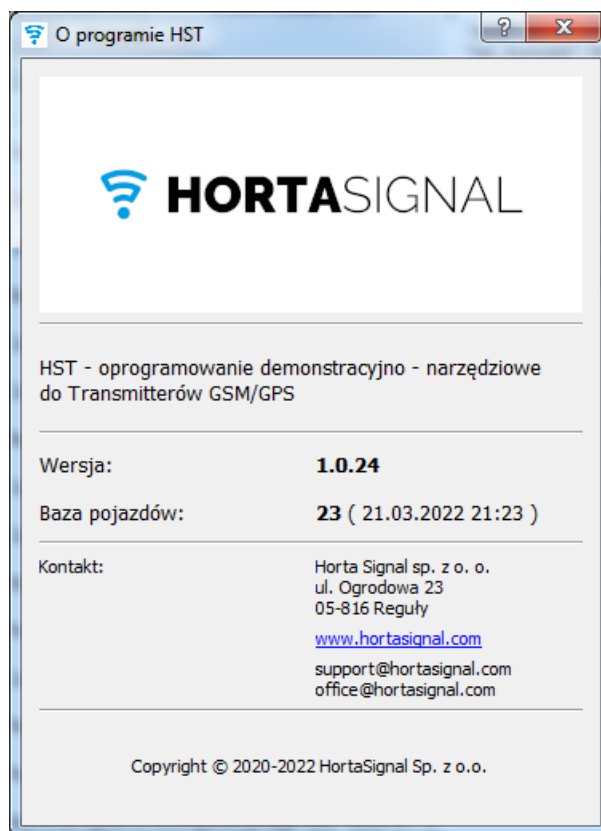 O programie HST
HORTASIGNAL
HST - oprogramowanie demonstracyjno - narzędziowe
do Transmitterów GSM/GPS
Wersja: 1.0.24
Baza pojazdów: 23 ( 21.03.2022 21:23 )
Kontakt: Horta Signal sp. z o. o.
ul. Ogrodowa 23
05-816 Reguły
www.hortasignal.com
support@hortasignal.com
office@hortasignal.com
Copyright © 2020-2022 HortaSignal Sp. z o.o.